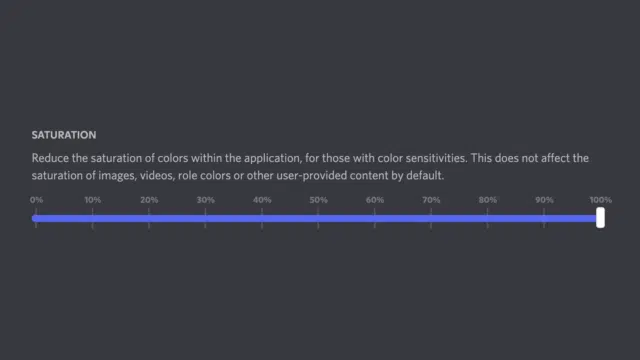 SATURATION
Reduce the saturation of colors within the application, for those with color sensitivities. This does not affect the
saturation of images, videos, role colors or other user-provided content by default.
0% 10% 20% 30% 40% 50% 60% 70% 80% 90% 100%